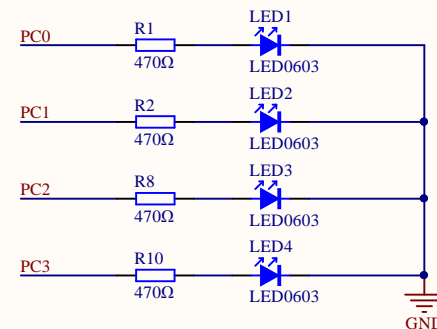 LED1
PC0
R1
470Ω
LED0603
LED2
PC1
R2
470Ω
LED0603
LED3
PC2
R8
470Ω
LED0603
LED4
PC3
R10
470Ω
LED0603
GND